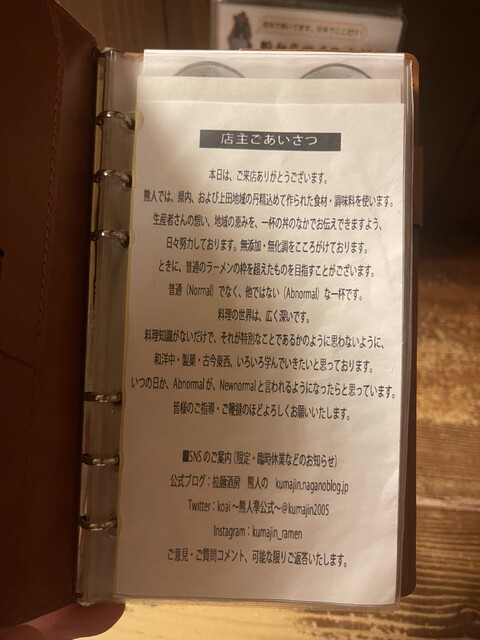 店主ごあいさつ
本日は、ご来店ありがとうございます。
熊人では、県内、および上田地域の丹精込めて作られた食材・調味料を使います。
生産者さんの想い、地域の恵みを、一杯の丼のなかでお伝えできますよう、
日々努力しております。無添加・無化調をこころがけております。
ときに、普通のラーメンの枠を超えたものを目指すことがございます。
普通（Normal）でなく、他ではない（Abnormal）な一杯です。
料理の世界は、広く深いです。
料理知識がないだけで、それが特別なことであるかのように思わないように、
和洋中・製菓・古今東西、いろいろ学んでいきたいと思っております。
いつの日か、Abnormalが、Newnormalと言われるようになったらと思っています。
皆様のご指導・ご鞭撻のほどよろしくお願いいたします。
■SNSのご案内（限定・臨時休業などのお知らせ）
公式ブログ：拉麺酒房　熊人の　kumajin.naganoblog.jp
Twitter：koai ～熊人準公式～@kumajin2005
Instagram：kumajin_ramen
ご意見・ご質問コメント、可能な限りご返答いたします。